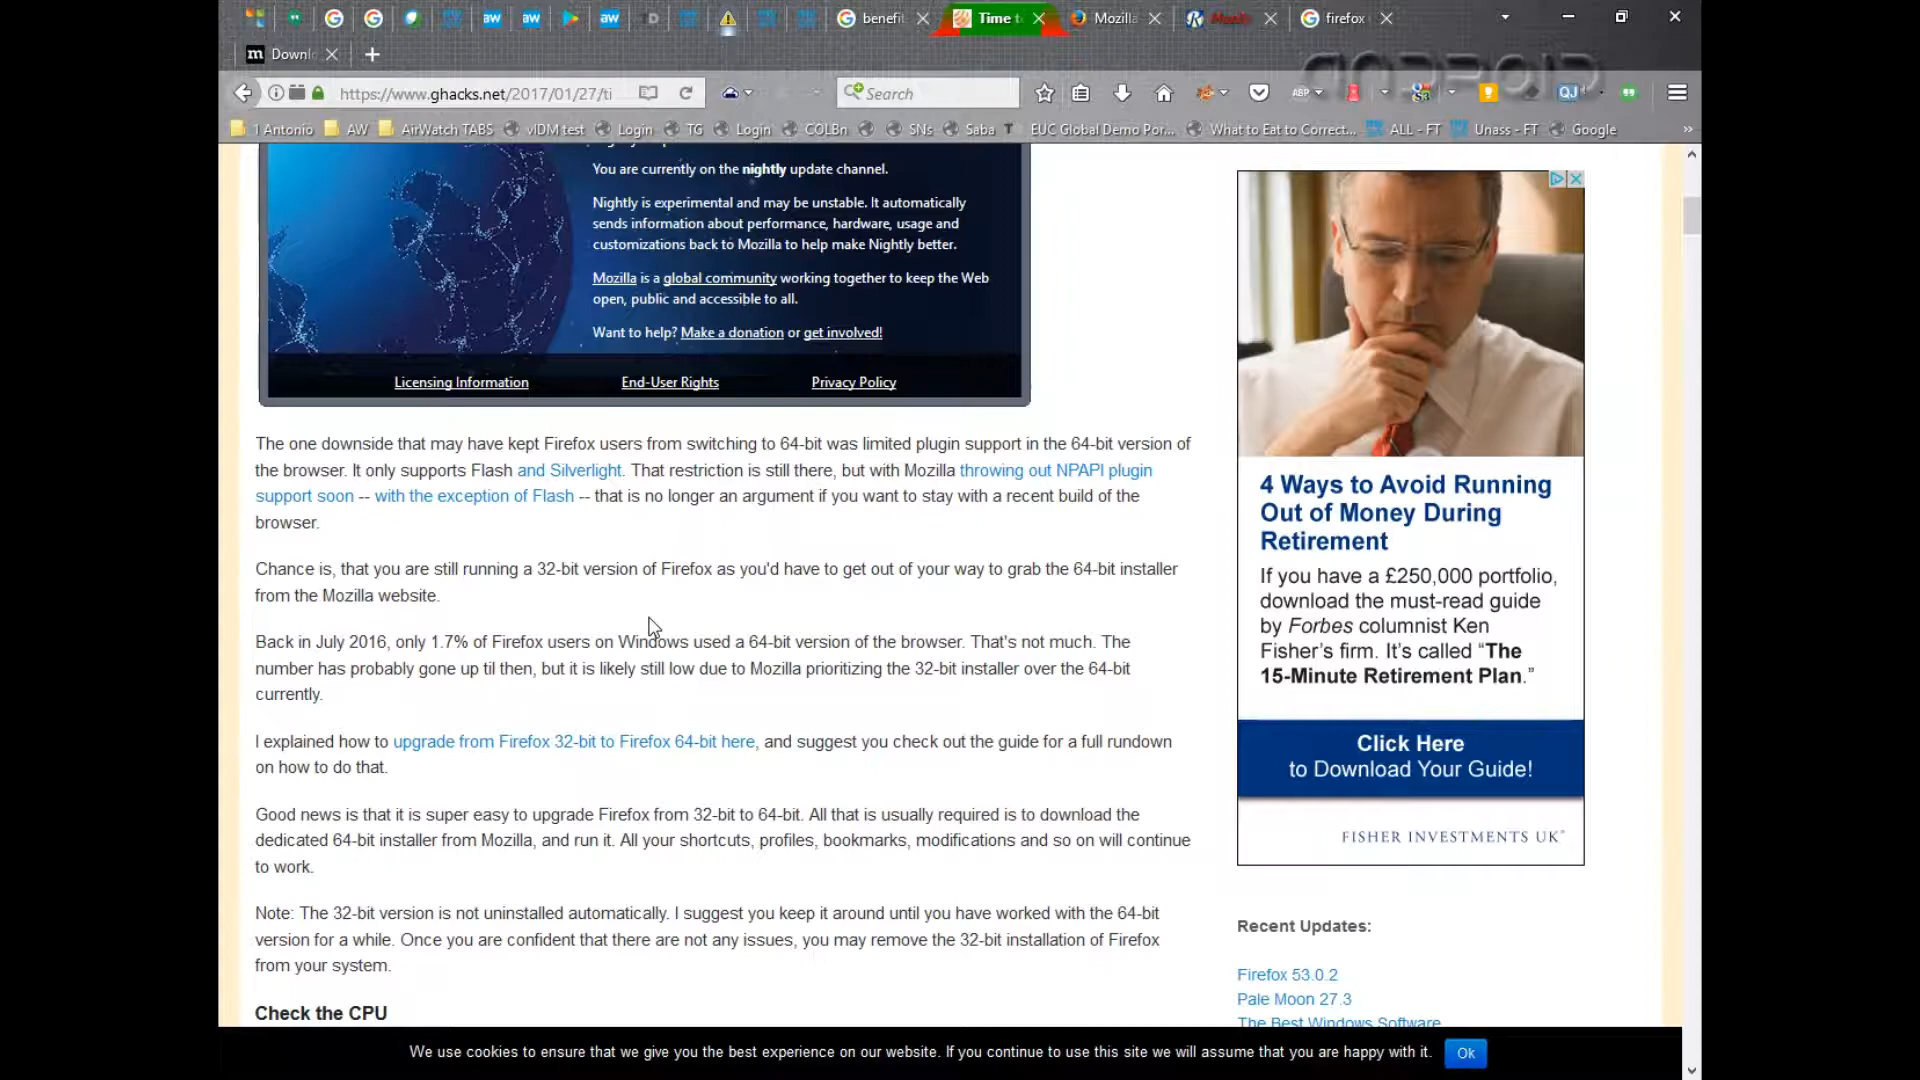 benefi
Time t
Mozilla
firefox
Downl
https://www.ghacks.net/2017/01/27/ti
Search
ABP
QJ
1 Antonio
AW
AirWatch TABS
vIDM test
Login
TG
Login
COLBn
SNs
Saba
EUC Global Demo Por...
What to Eat to Correct...
ALL - FT
Unass - FT
Google
You are currently on the nightly update channel.
Nightly is experimental and may be unstable. It automatically
sends information about performance, hardware, usage and
customizations back to Mozilla to help make Nightly better.
Mozilla is a global community working together to keep the Web
open, public and accessible to all.
Want to help? Make a donation or get involved!
Licensing Information
End-User Rights
Privacy Policy
The one downside that may have kept Firefox users from switching to 64-bit was limited plugin support in the 64-bit version of
the browser. It only supports Flash and Silverlight. That restriction is still there, but with Mozilla throwing out NPAPI plugin
support soon -- with the exception of Flash -- that is no longer an argument if you want to stay with a recent build of the
browser.
Chance is, that you are still running a 32-bit version of Firefox as you'd have to get out of your way to grab the 64-bit installer
from the Mozilla website.
Back in July 2016, only 1.7% of Firefox users on Windows used a 64-bit version of the browser. That's not much. The
number has probably gone up til then, but it is likely still low due to Mozilla prioritizing the 32-bit installer over the 64-bit
currently.
I explained how to upgrade from Firefox 32-bit to Firefox 64-bit here, and suggest you check out the guide for a full rundown
on how to do that.
Good news is that it is super easy to upgrade Firefox from 32-bit to 64-bit. All that is usually required is to download the
dedicated 64-bit installer from Mozilla, and run it. All your shortcuts, profiles, bookmarks, modifications and so on will continue
to work.
Note: The 32-bit version is not uninstalled automatically. I suggest you keep it around until you have worked with the 64-bit
version for a while. Once you are confident that there are not any issues, you may remove the 32-bit installation of Firefox
from your system.
Check the CPU
4 Ways to Avoid Running
Out of Money During
Retirement
If you have a £250,000 portfolio,
download the must-read guide
by Forbes columnist Ken
Fisher's firm. It's called “The
15-Minute Retirement Plan.”
Click Here
to Download Your Guide!
FISHER INVESTMENTS UK
Recent Updates:
Firefox 53.0.2
Pale Moon 27.3
The Best Windows Software
We use cookies to ensure that we give you the best experience on our website. If you continue to use this site we will assume that you are happy with it.
Ok